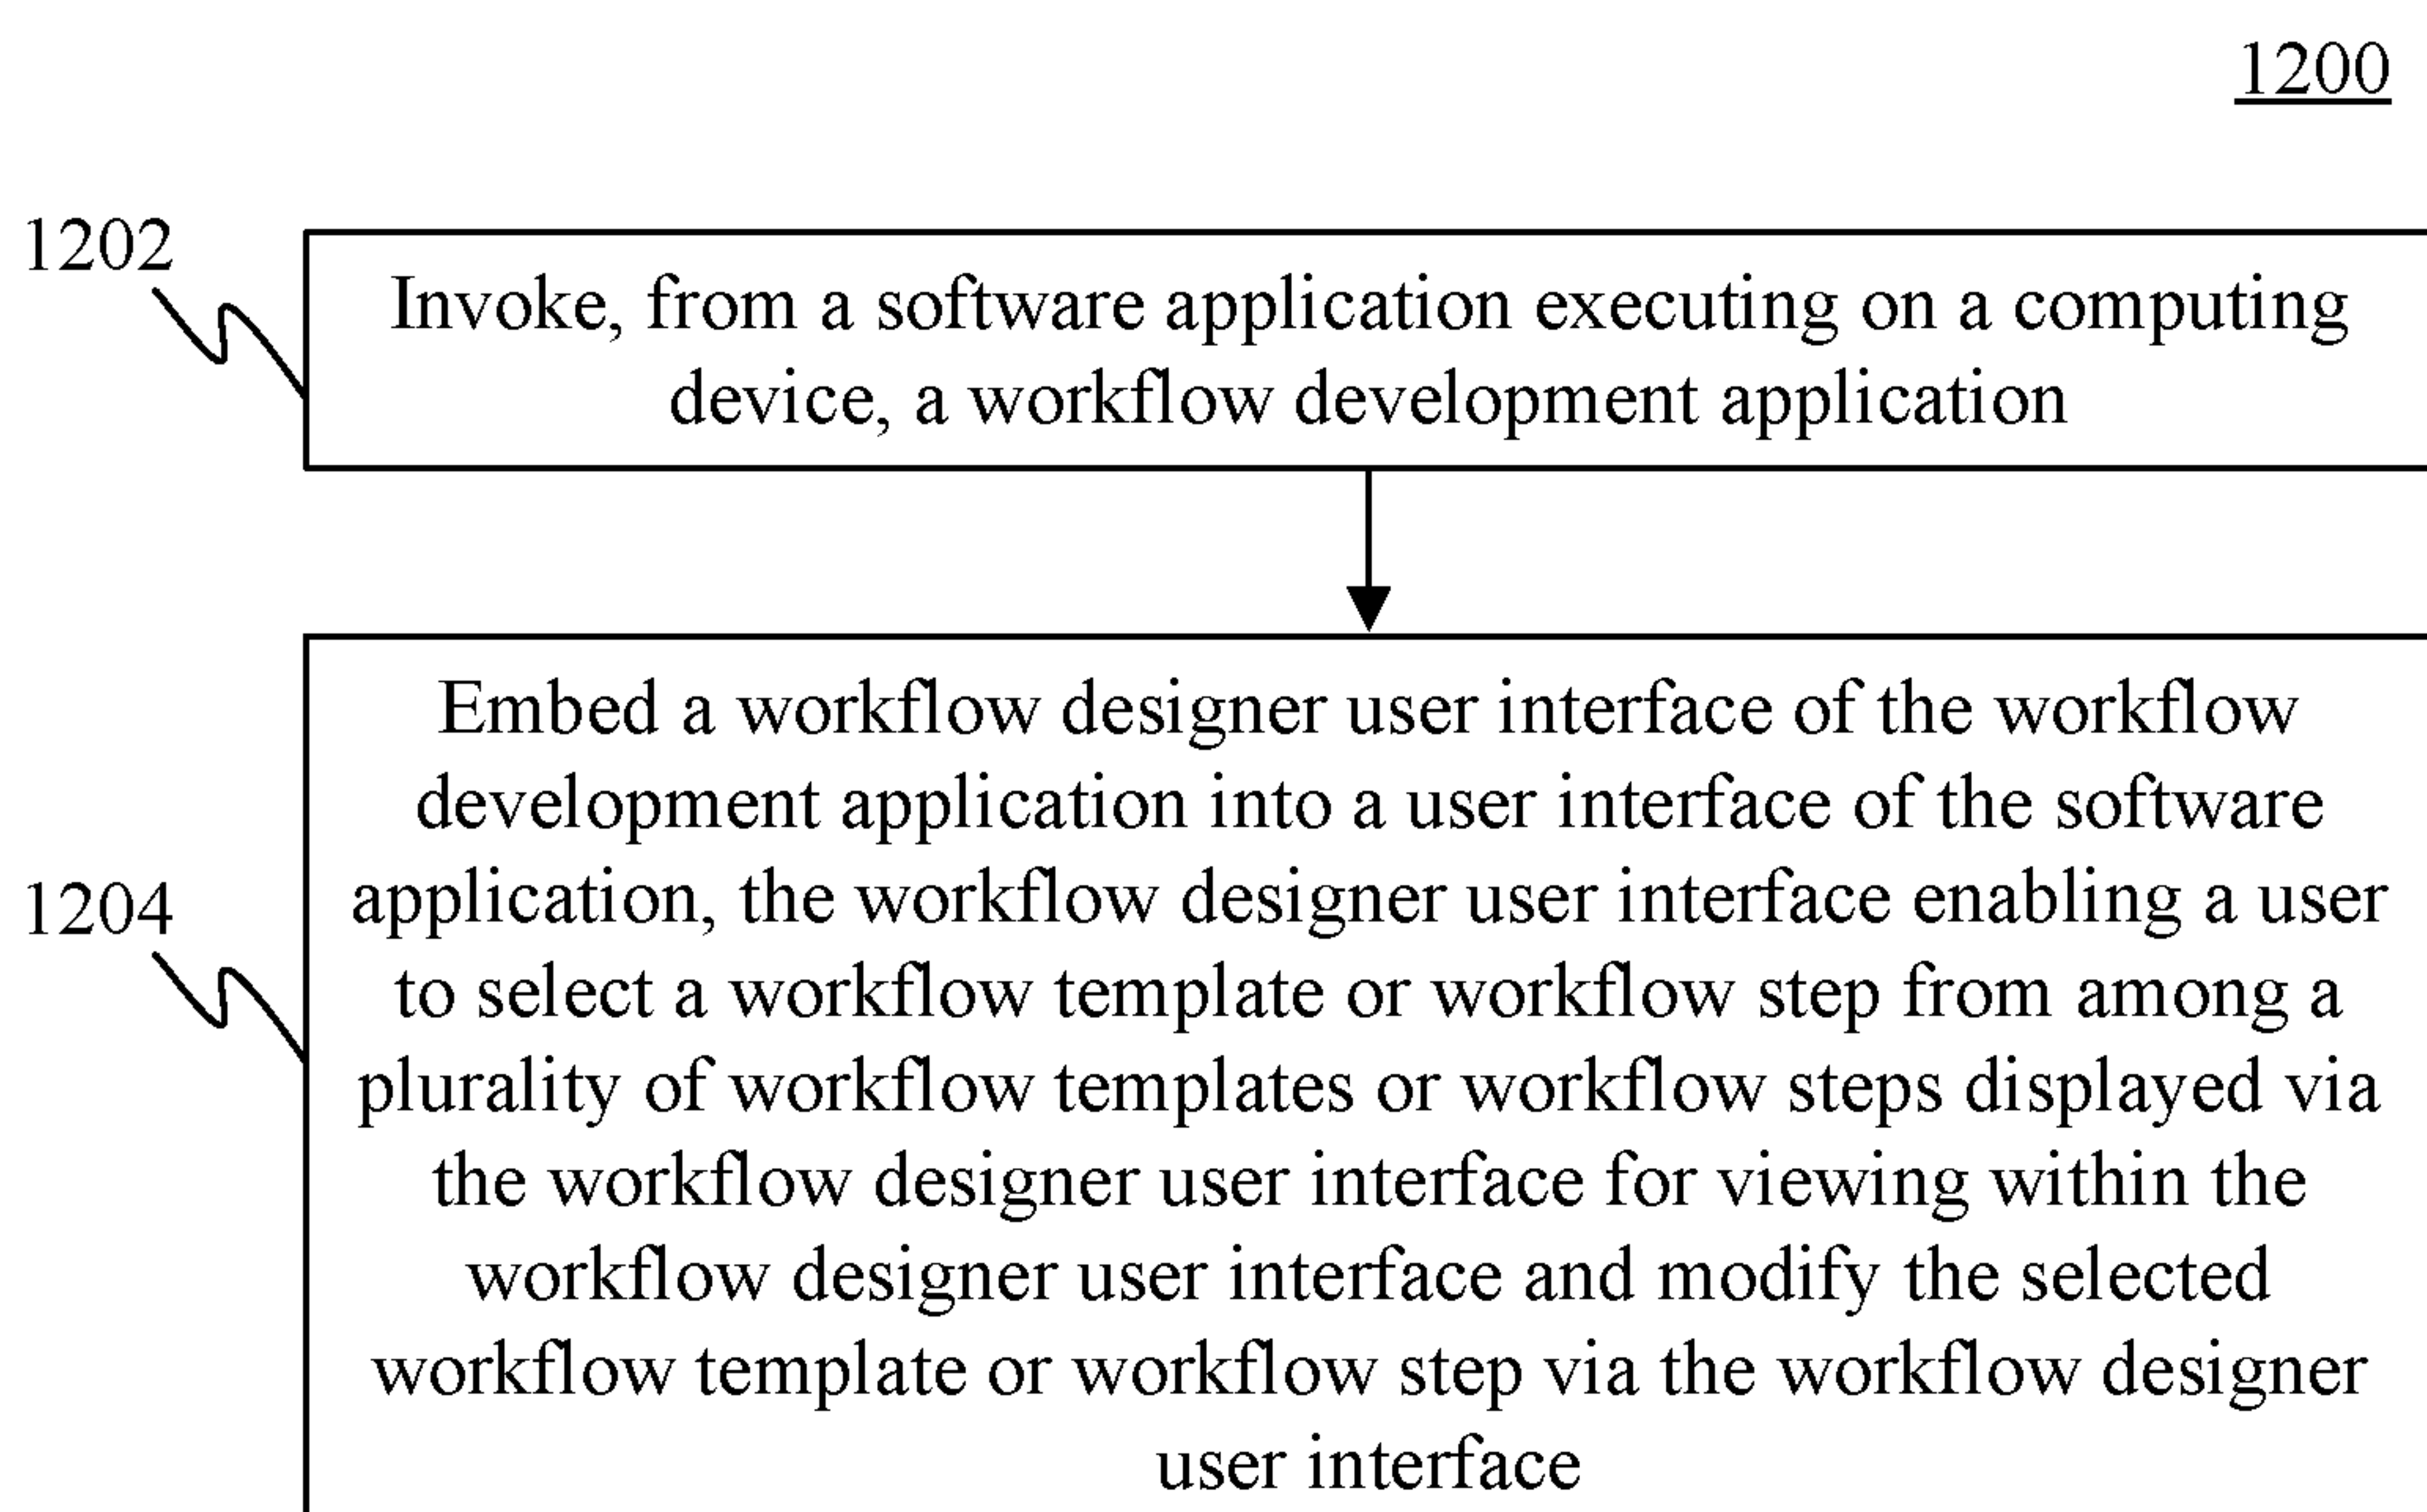 1200
1202
Invoke, from a software application executing on a computing
device, a workflow development application
1204
Embed a workflow designer user interface of the workflow
development application into a user interface of the software
application, the workflow designer user interface enabling a user
to select a workflow template or workflow step from among a
plurality of workflow templates or workflow steps displayed via
the workflow designer user interface for viewing within the
workflow designer user interface and modify the selected
workflow template or workflow step via the workflow designer
user interface